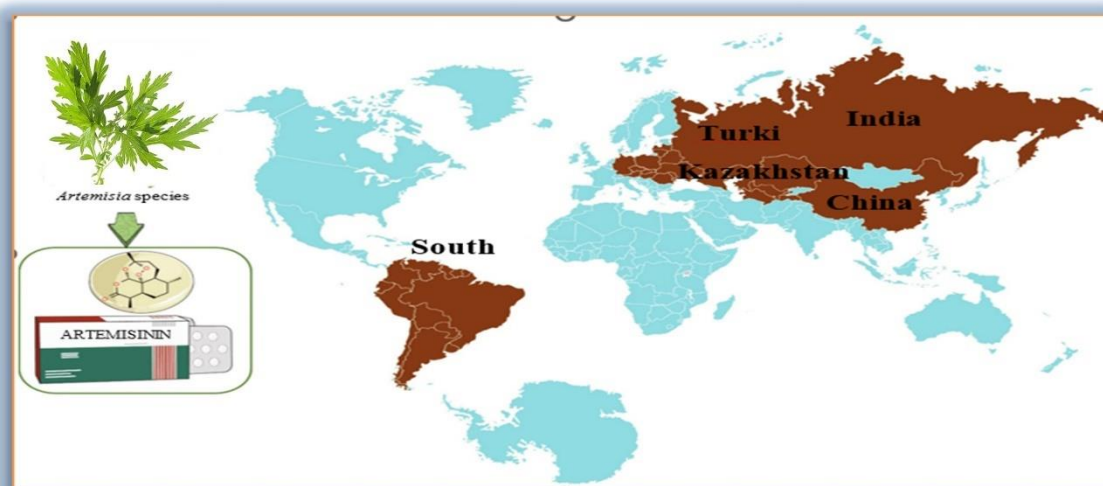 Artemisia species
ARTEMISININ
South
Turki
India
Kazakhstan
China